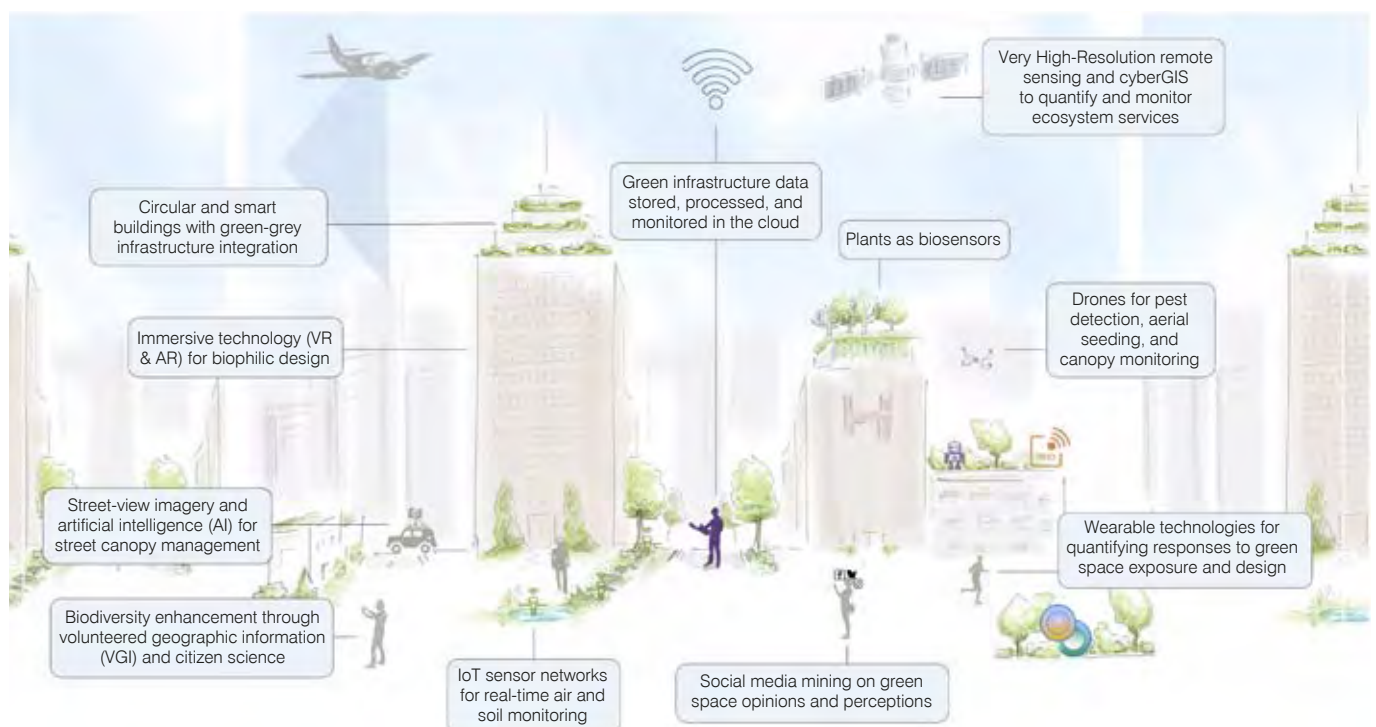 Very High-Resolution remote
sensing and cyberGIS
to quantify and monitor
ecosystem services
Green infrastructure data
stored, processed, and
monitored in the cloud
Circular and smart
buildings with green-grey
infrastructure integration
Plants as biosensors
Drones for pest
detection, aerial
seeding, and
canopy monitoring
Immersive technology (VR
& AR) for biophilic design
Street-view imagery and
artificial intelligence (AI) for
street canopy management
Wearable technologies for
quantifying responses to green
space exposure and design
Biodiversity enhancement through
volunteered geographic information
(VGI) and citizen science
IoT sensor networks
for real-time air and
soil monitoring
Social media mining on green
space opinions and perceptions